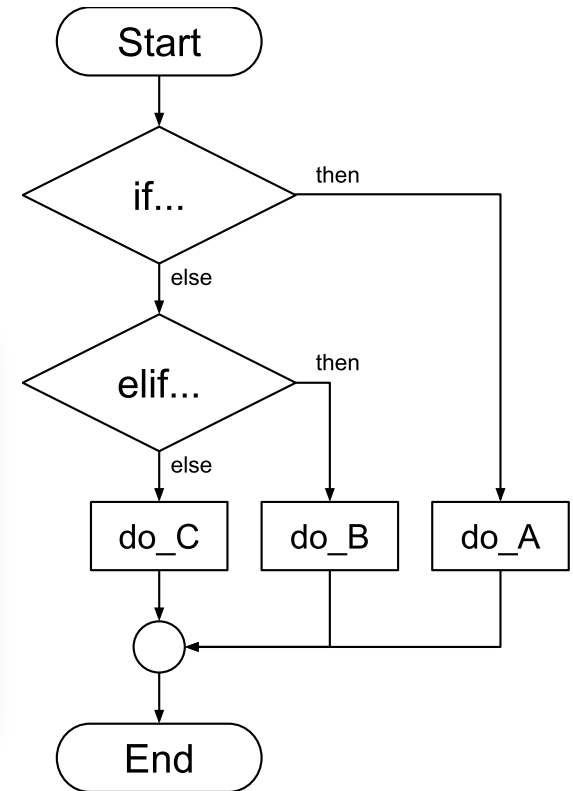 Start
if...
then
else
elif...
then
else
do_C
do_B
do_A
End